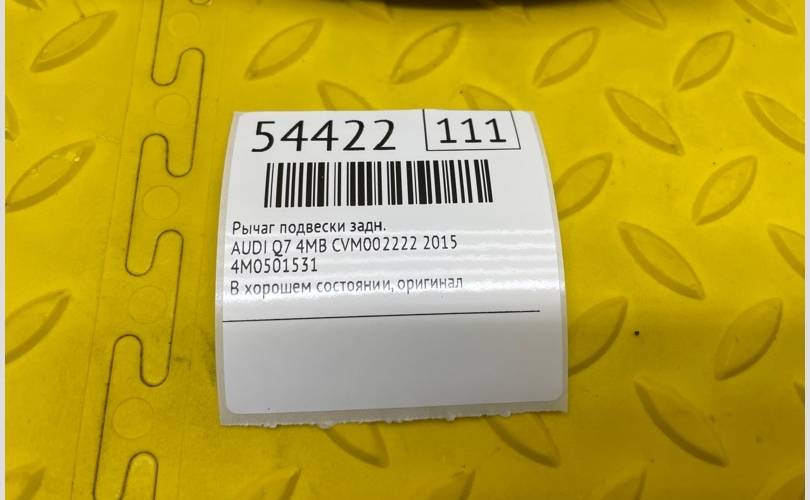 54422 111
Рычаг подвески задн.
AUDI Q7 4MB CVM002222 2015
4M0501531
В хорошем состоянии, оригинал